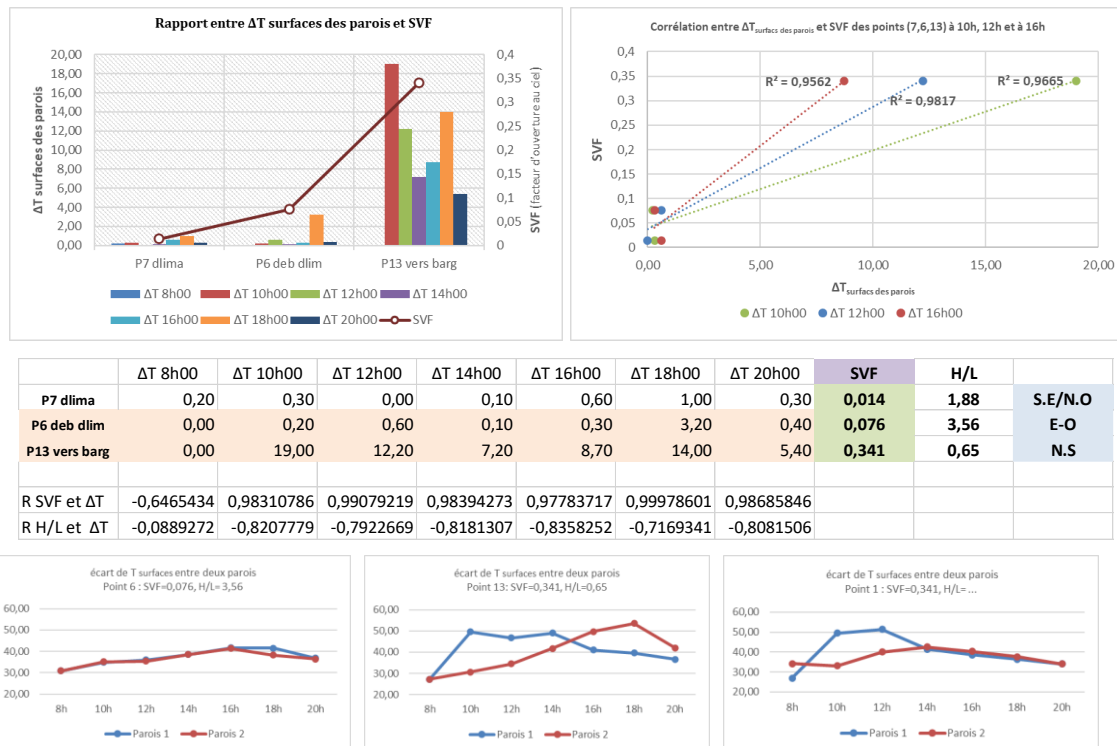 Rapport entre ΔT surfaces des parois et SVF
ΔT surfaces des parois
20,00
18,00
16,00
14,00
12,00
10,00
8,00
6,00
4,00
2,00
0,00
0,4
0,35
0,3
0,25
0,2
0,15
0,1
0,05
0
SVF (facteur d'ouverture au ciel)
P7 dlima P6 deb dlim P13 vers barg
ΔT 8h00 ΔT 10h00 ΔT 12h00 ΔT 14h00
ΔT 16h00 ΔT 18h00 ΔT 20h00 SVF
Corrélation entre ΔT surfacs des parois et SVF des points (7,6,13) à 10h, 12h et à 16h
SVF
0,4
0,35
0,3
0,25
0,2
0,15
0,1
0,05
0
R² = 0,9562
R² = 0,9817
R² = 0,9665
0,00 5,00 10,00 15,00 20,00
ΔT surfacs des parois
ΔT 10h00 ΔT 12h00 ΔT 16h00
ΔT 8h00 ΔT 10h00 ΔT 12h00 ΔT 14h00 ΔT 16h00 ΔT 18h00 ΔT 20h00 SVF H/L
P7 dlima 0,20 0,30 0,00 0,10 0,60 1,00 0,30 0,014 1,88 S.E/N.O
P6 deb dlim 0,00 0,20 0,60 0,10 0,30 3,20 0,40 0,076 3,56 E-O
P13 vers barg 0,00 19,00 12,20 7,20 8,70 14,00 5,40 0,341 0,65 N.S
R SVF et ΔT -0,6465434 0,98310786 0,99079219 0,98394273 0,97783717 0,99978601 0,98685846
R H/L et ΔT -0,0889272 -0,8207779 -0,7922669 -0,8181307 -0,8358252 -0,7169341 -0,8081506
écart de T surfaces entre deux parois
Point 6 : SVF=0,076, H/L= 3,56
60,00
50,00
40,00
30,00
20,00
8h 10h 12h 14h 16h 18h 20h
Parois 1 Parois 2
écart de T surfaces entre deux parois
Point 13: SVF=0,341, H/L=0,65
60,00
50,00
40,00
30,00
20,00
8h 10h 12h 14h 16h 18h 20h
Parois 1 Parois 2
écart de T surfaces entre deux parois
Point 1 : SVF=0,341, H/L= ...
60,00
50,00
40,00
30,00
20,00
8h 10h 12h 14h 16h 18h 20h
Parois 1 Parois 2